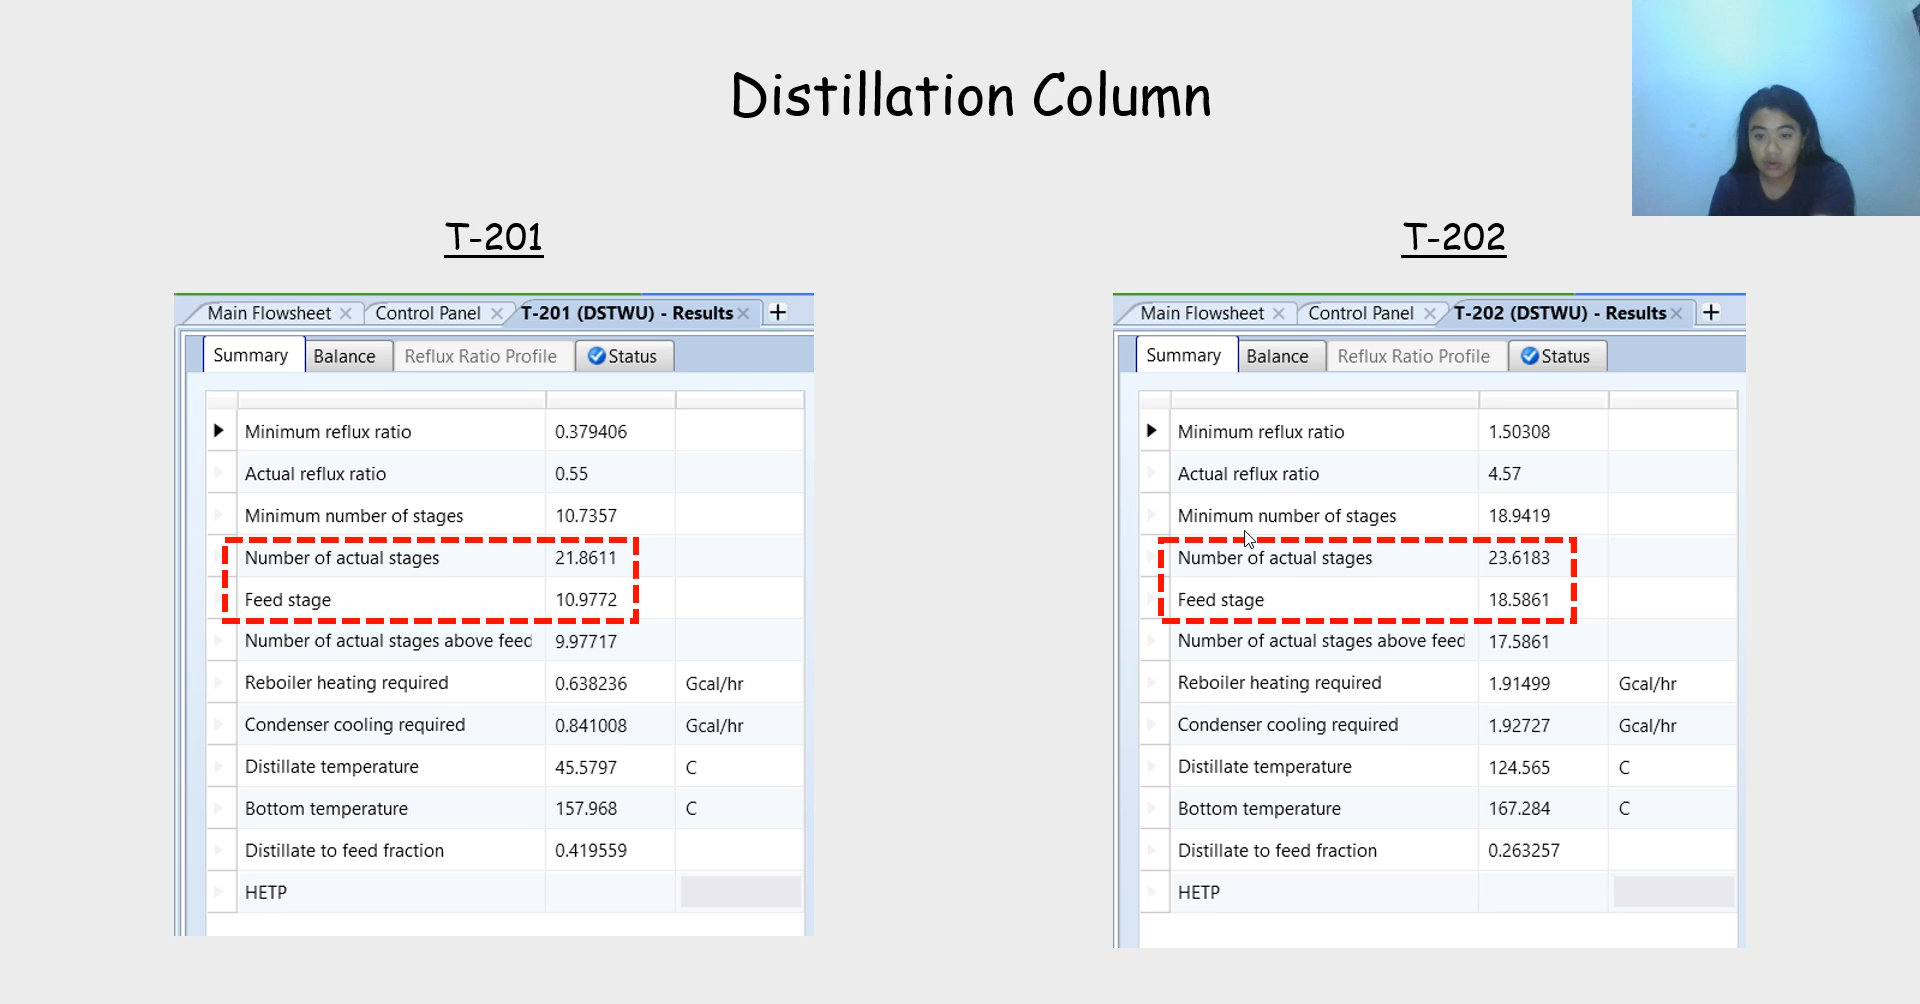 Distillation Column
T-201
Main Flowsheet
Control Panel
T-201 (DSTWU) - Results
Summary
Balance
Reflux Ratio Profile
Status
Minimum reflux ratio 0.379406
Actual reflux ratio 0.55
Minimum number of stages 10.7357
Number of actual stages 21.8611
Feed stage 10.9772
Number of actual stages above feed 9.97717
Reboiler heating required 0.638236 Gcal/hr
Condenser cooling required 0.841008 Gcal/hr
Distillate temperature 45.5797 C
Bottom temperature 157.968 C
Distillate to feed fraction 0.419559
HETP
T-202
Main Flowsheet
Control Panel
T-202 (DSTWU) - Results
Summary
Balance
Reflux Ratio Profile
Status
Minimum reflux ratio 1.50308
Actual reflux ratio 4.57
Minimum number of stages 18.9419
Number of actual stages 23.6183
Feed stage 18.5861
Number of actual stages above feed 17.5861
Reboiler heating required 1.91499 Gcal/hr
Condenser cooling required 1.92727 Gcal/hr
Distillate temperature 124.565 C
Bottom temperature 167.284 C
Distillate to feed fraction 0.263257
HETP